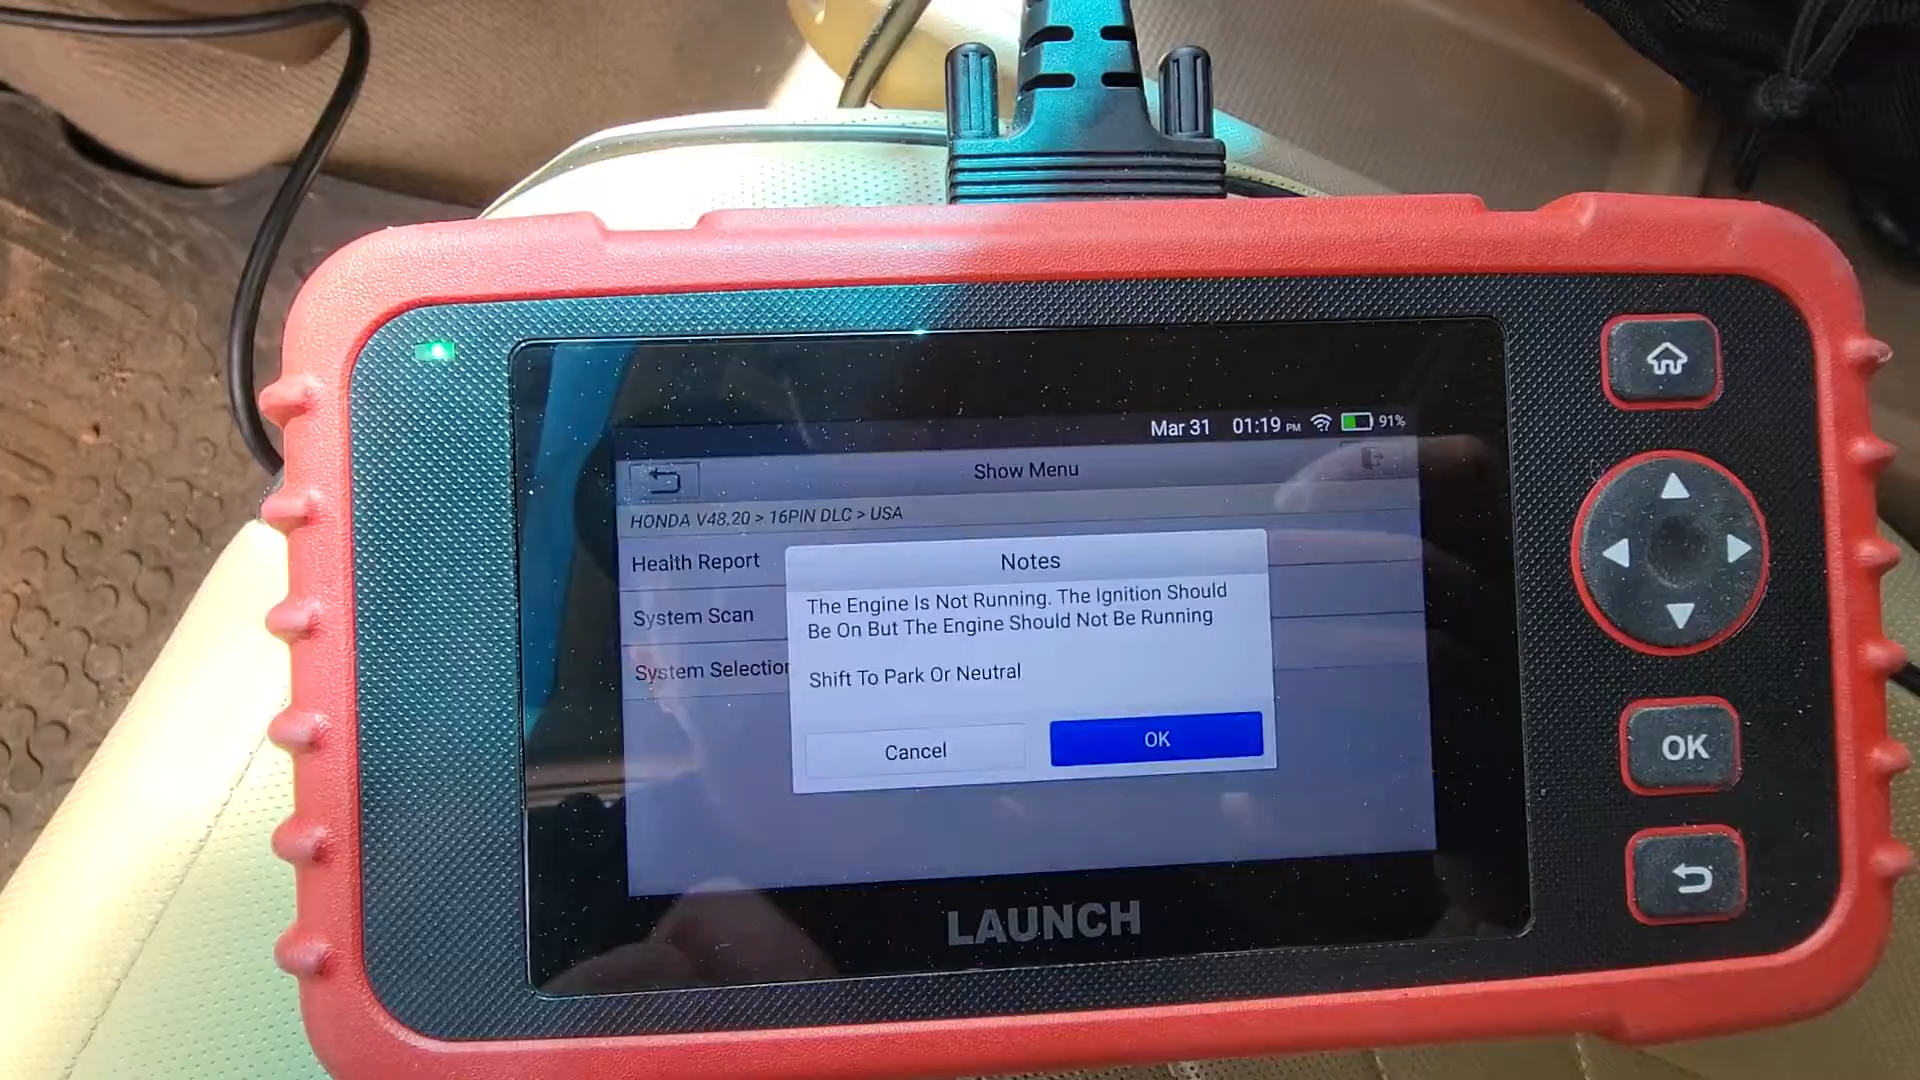 Mar 31 01:19 PM 91%
Show Menu
HONDA V48.20 > 16PIN DLC > USA
Health Report
System Scan
System Selection
Notes
The Engine Is Not Running. The Ignition Should
Be On But The Engine Should Not Be Running
Shift To Park Or Neutral
Cancel OK
OK
LAUNCH